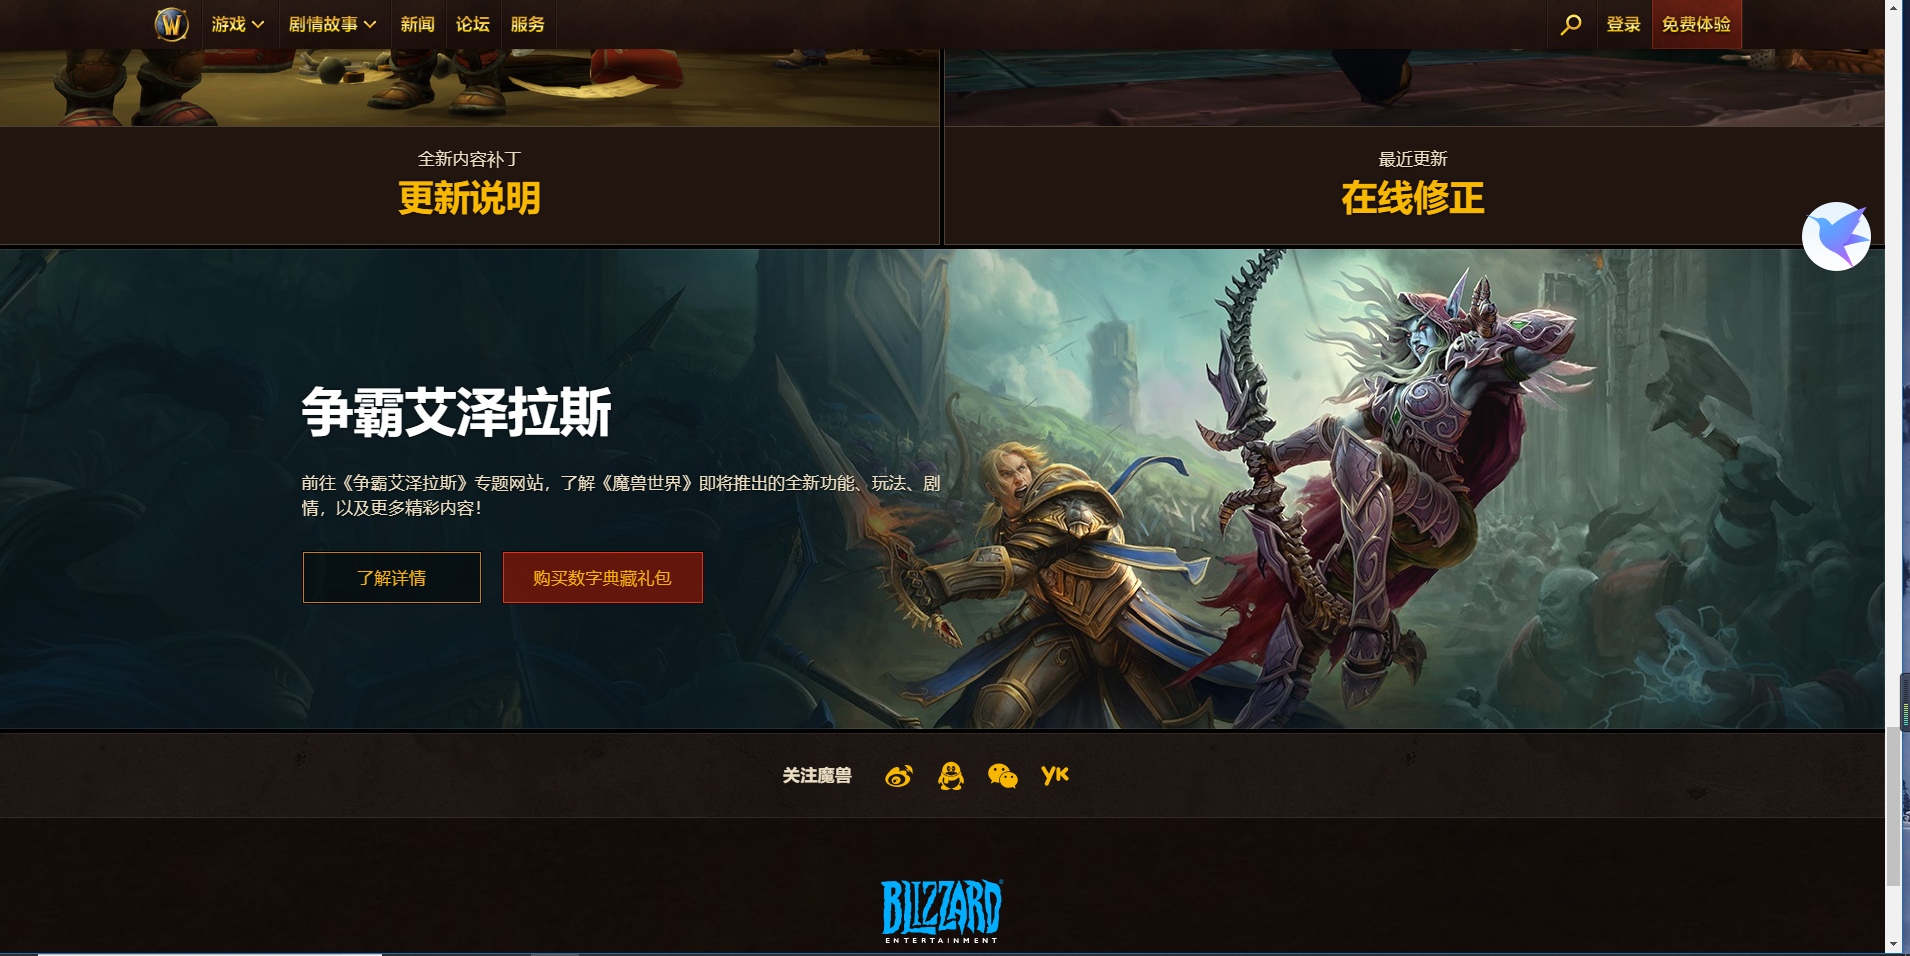 W 游戏 剧情故事 新闻 论坛 服务 登录 免费体验
全新内容补丁
更新说明
最近更新
在线修正
争霸艾泽拉斯
前往《争霸艾泽拉斯》专题网站，了解《魔兽世界》即将推出的全新功能、玩法、剧
情，以及更多精彩内容！
了解详情 购买数字典藏礼包
关注魔兽 YK
BLIZZARD
ENTERTAINMENT